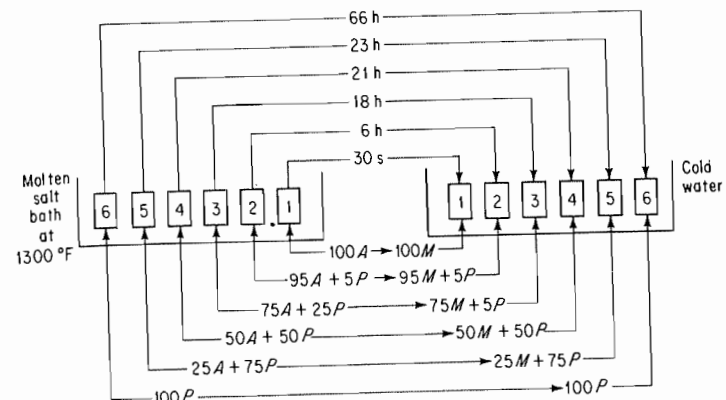 66 h
23 h
21 h
18 h
6 h
30 s
Molten
salt
bath
at
1300 °F
6 5 4 3 2 1
1 2 3 4 5 6
Cold
water
100A → 100M
95A + 5P → 95M + 5P
75A + 25P → 75M + 5P
50A + 50P → 50M + 50P
25A + 75P → 25M + 75P
100P → 100P